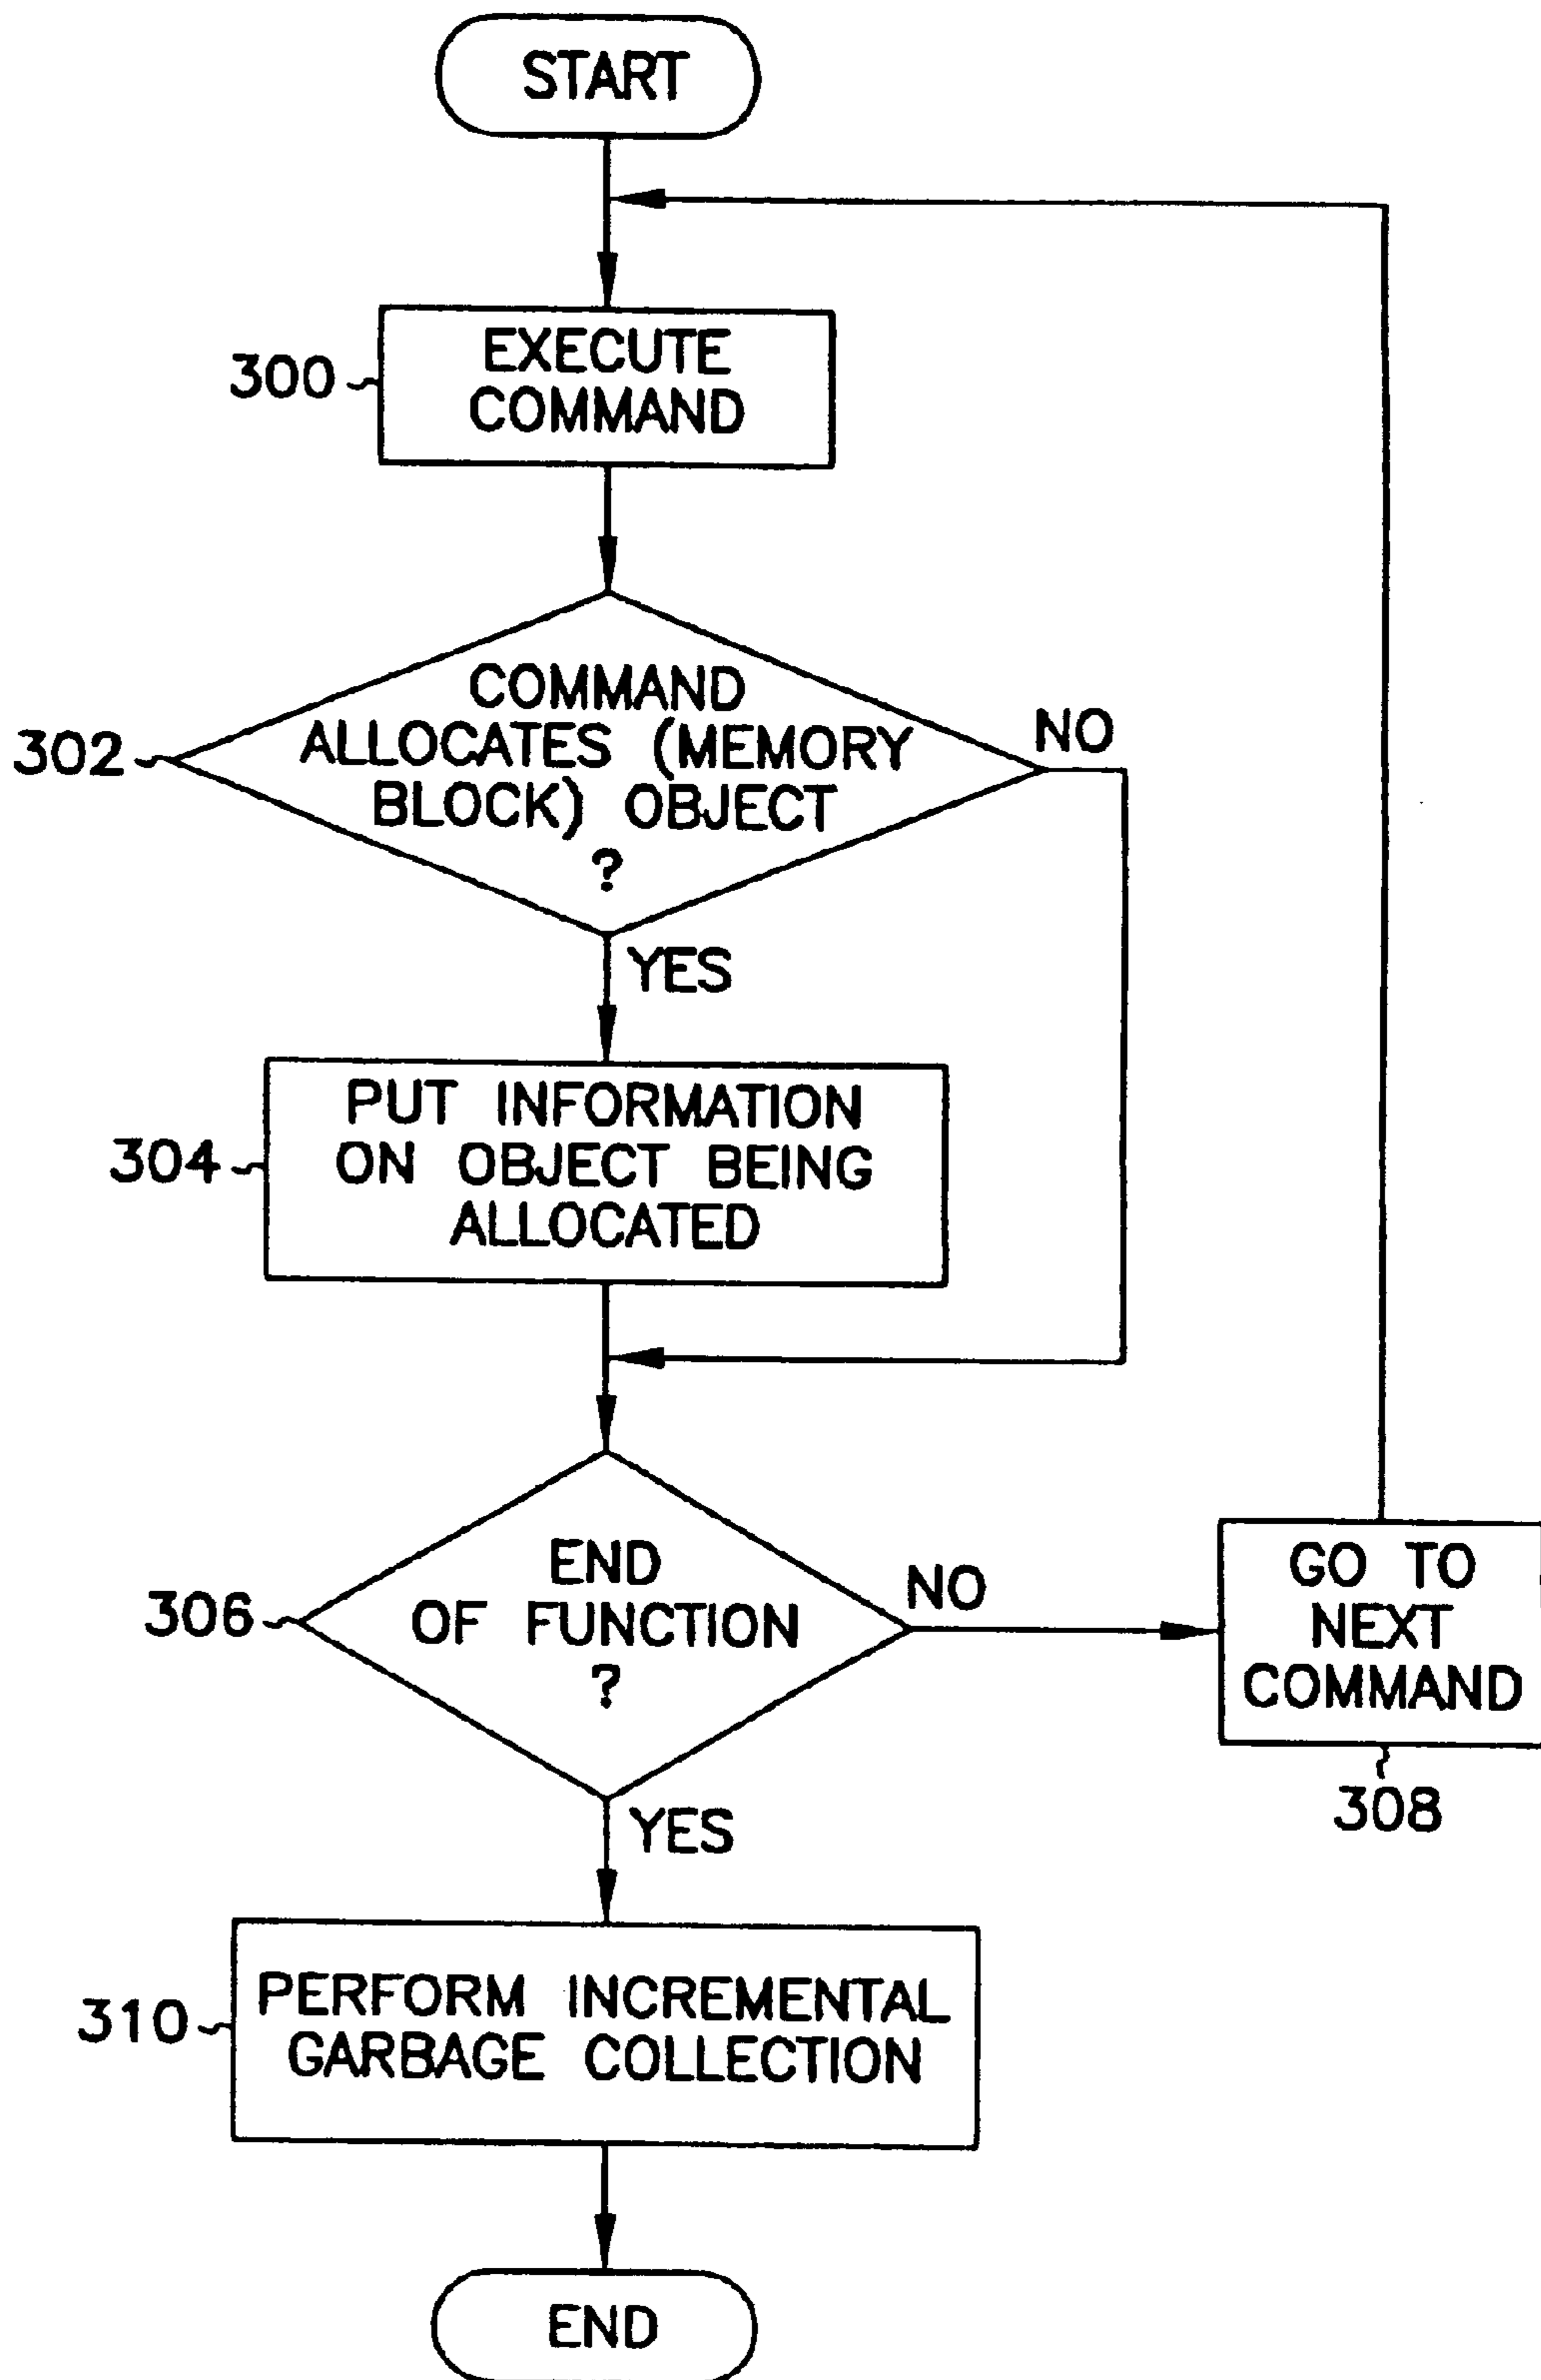 START
300
EXECUTE
COMMAND
302
COMMAND
ALLOCATES (MEMORY
BLOCK) OBJECT
?
NO
YES
304
PUT INFORMATION
ON OBJECT BEING
ALLOCATED
306
END
OF FUNCTION
?
NO
GO TO
NEXT
COMMAND
308
YES
310
PERFORM INCREMENTAL
GARBAGE COLLECTION
END